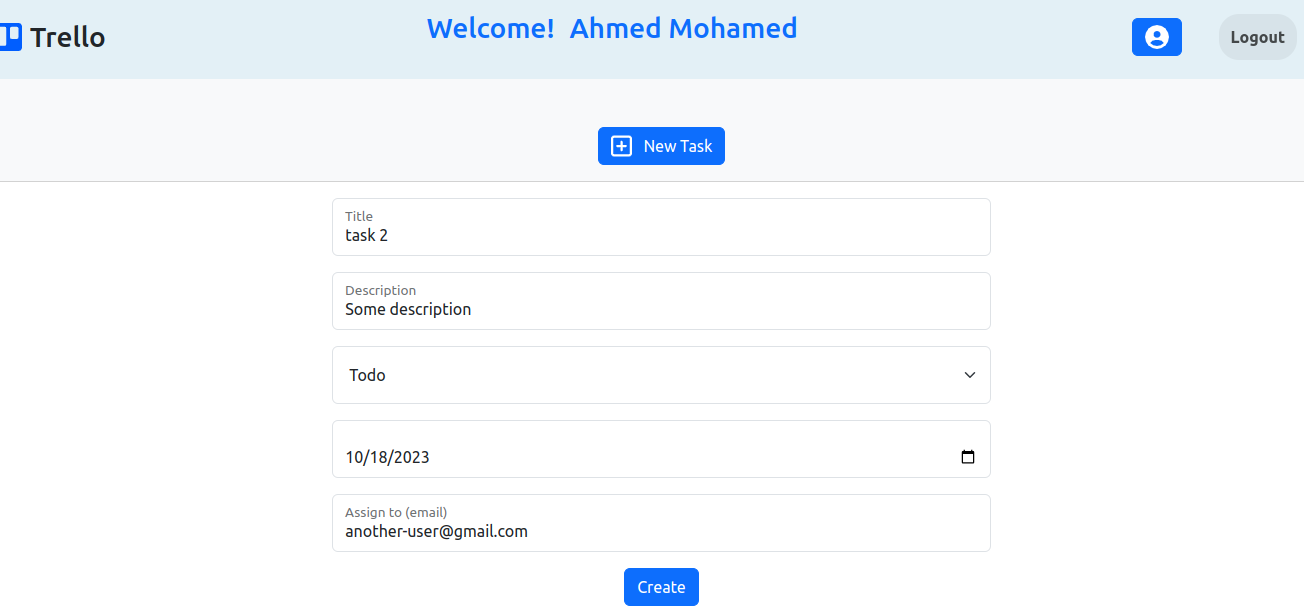 Trello
Welcome! Ahmed Mohamed
Logout
New Task
Title
task 2
Description
Some description
Todo
10/18/2023
Assign to (email)
another-user@gmail.com
Create